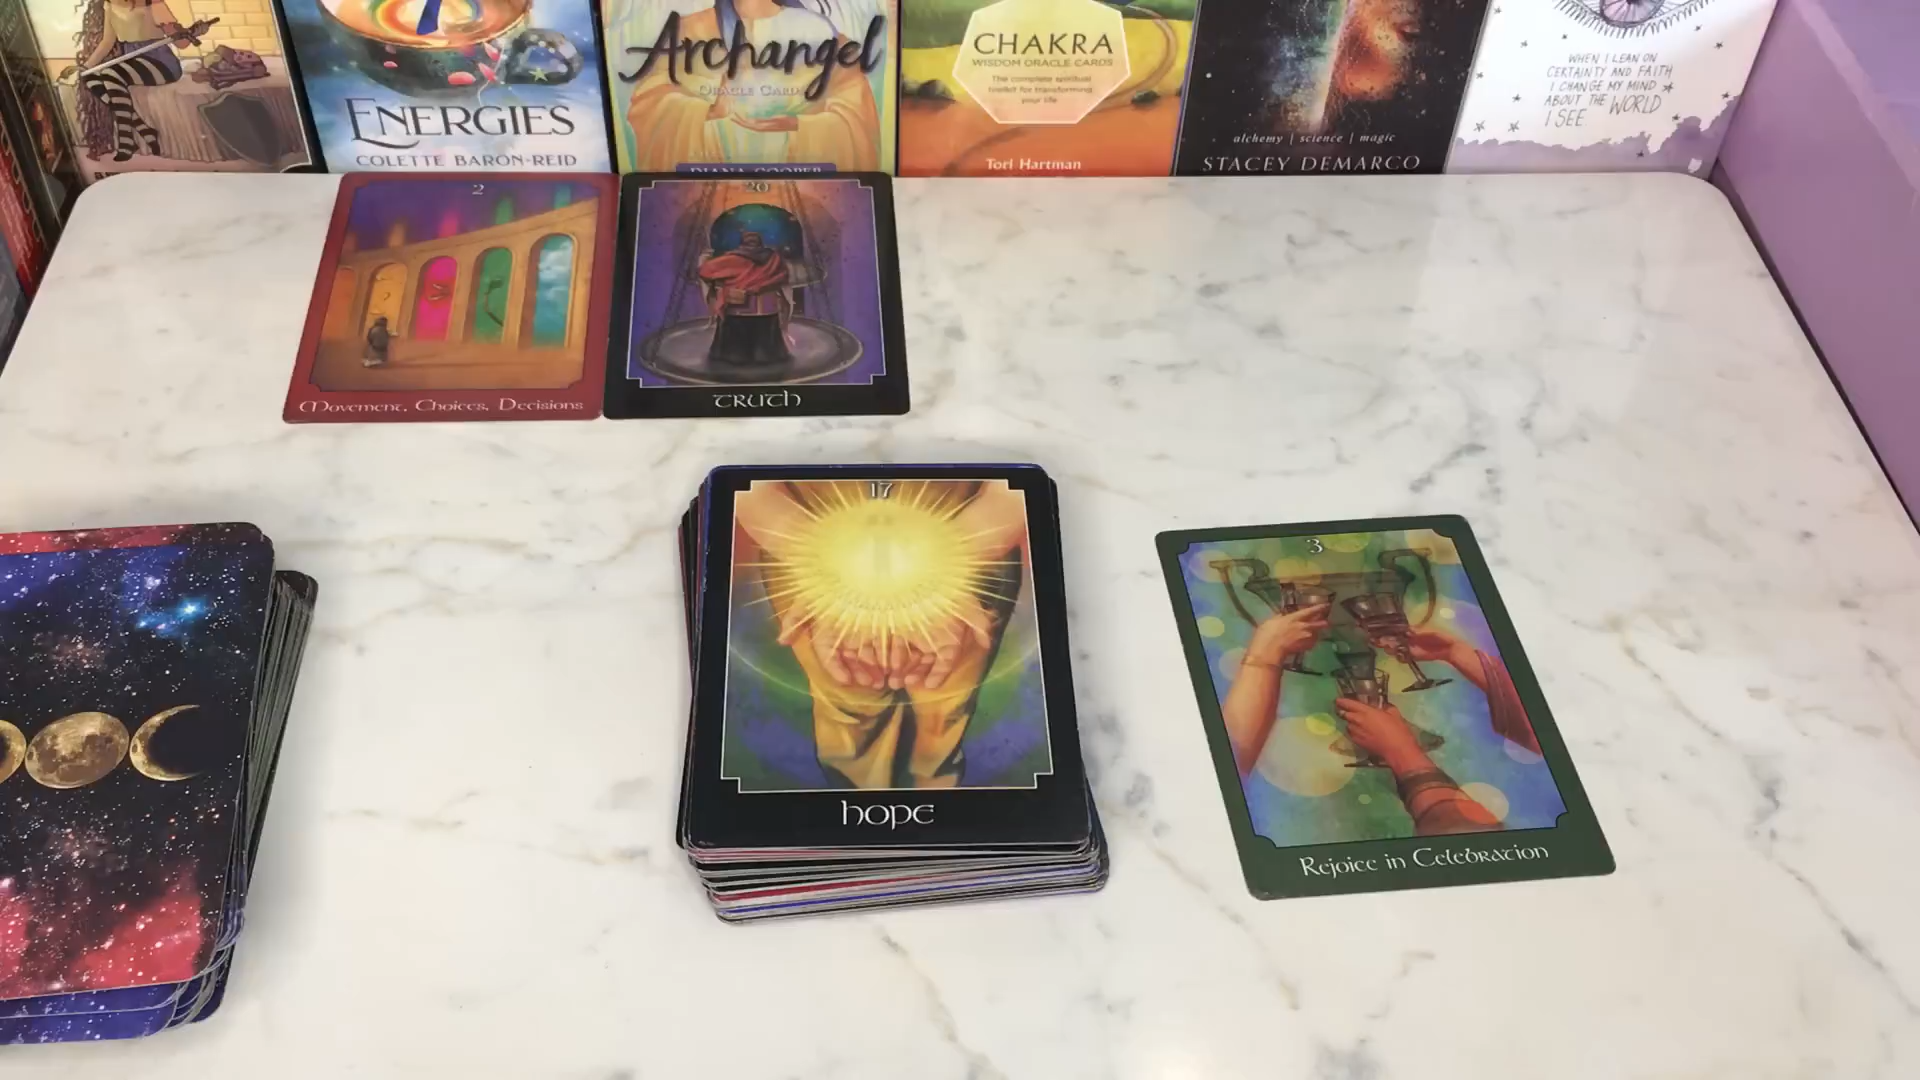 ENERGIES
COLETTE BARON-REID
Archangel
ORACLE CARDS
DIANA COOPER
CHAKRA
WISDOM ORACLE CARDS
The complete spiritual
toolkit for transforming
your life
Tori Hartman
alchemy | science | magic
STACEY DEMARCO
WHEN I LEAN ON
CERTAINTY AND FAITH
I CHANGE MY MIND
ABOUT THE WORLD
I SEE
2
Movement, Choices, Decisions
20
TRUTH
17
hope
3
Rejoice in Celebration